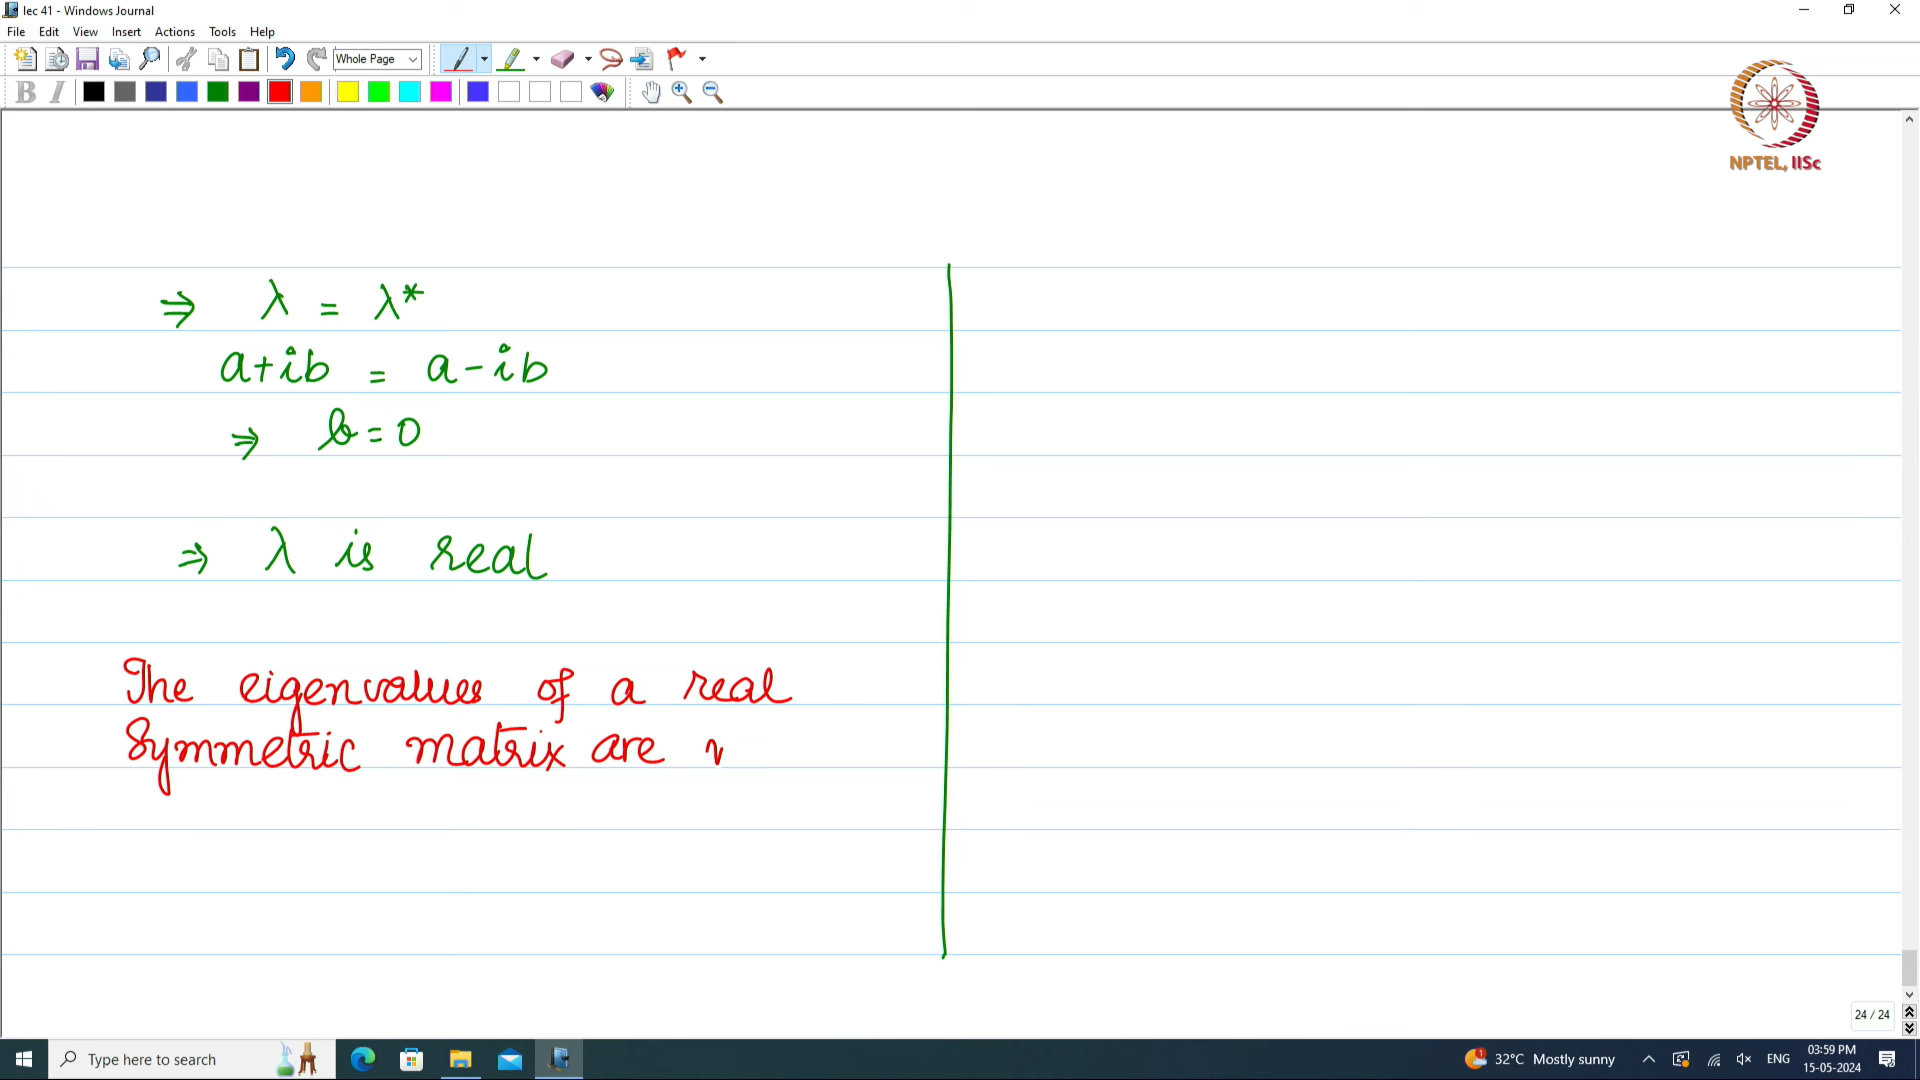 lec 41 - Windows Journal
File Edit View Insert Actions Tools Help
Whole Page
B I
NPTEL, IISc
⇒ λ = λ*
a+ib = a-ib
⇒ b=0
⇒ λ is real
The eigenvalues of a real
Symmetric matrix are
24 / 24
Type here to search
1
32°C Mostly sunny
ENG
03:59 PM
15-05-2024